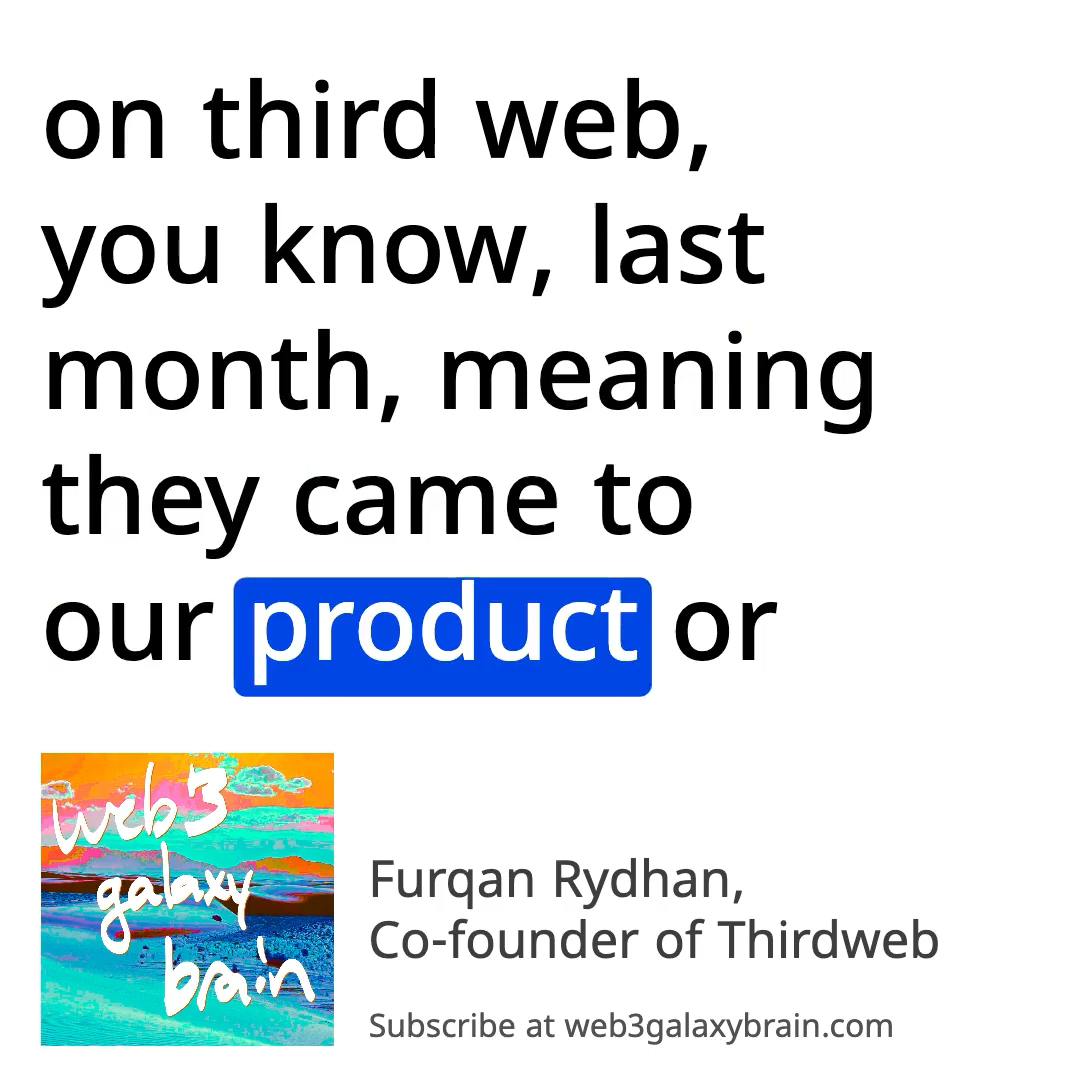 on third web,
you know, last
month, meaning
they came to
our product or
web3
galaxy
brain
Furqan Rydhan,
Co-founder of Thirdweb
Subscribe at web3galaxybrain.com